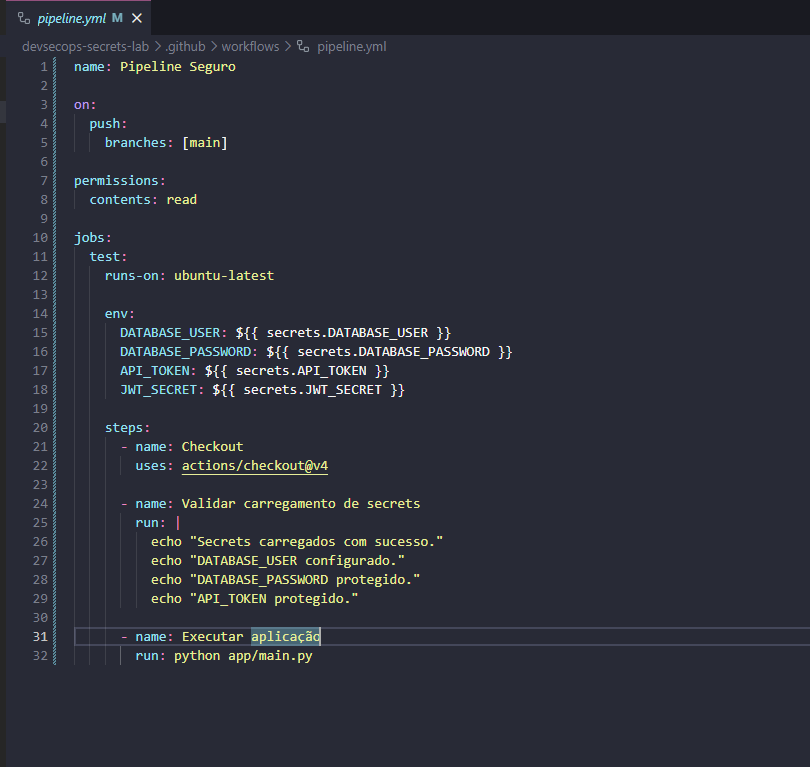 pipeline.yml M
devsecops-secrets-lab > .github > workflows > pipeline.yml
1 name: Pipeline Seguro
2
3 on:
4   push:
5     branches: [main]
6
7 permissions:
8   contents: read
9
10 jobs:
11   test:
12     runs-on: ubuntu-latest
13
14     env:
15       DATABASE_USER: ${{ secrets.DATABASE_USER }}
16       DATABASE_PASSWORD: ${{ secrets.DATABASE_PASSWORD }}
17       API_TOKEN: ${{ secrets.API_TOKEN }}
18       JWT_SECRET: ${{ secrets.JWT_SECRET }}
19
20     steps:
21       - name: Checkout
22         uses: actions/checkout@v4
23
24       - name: Validar carregamento de secrets
25         run: |
26           echo "Secrets carregados com sucesso."
27           echo "DATABASE_USER configurado."
28           echo "DATABASE_PASSWORD protegido."
29           echo "API_TOKEN protegido."
30
31       - name: Executar aplicação
32         run: python app/main.py